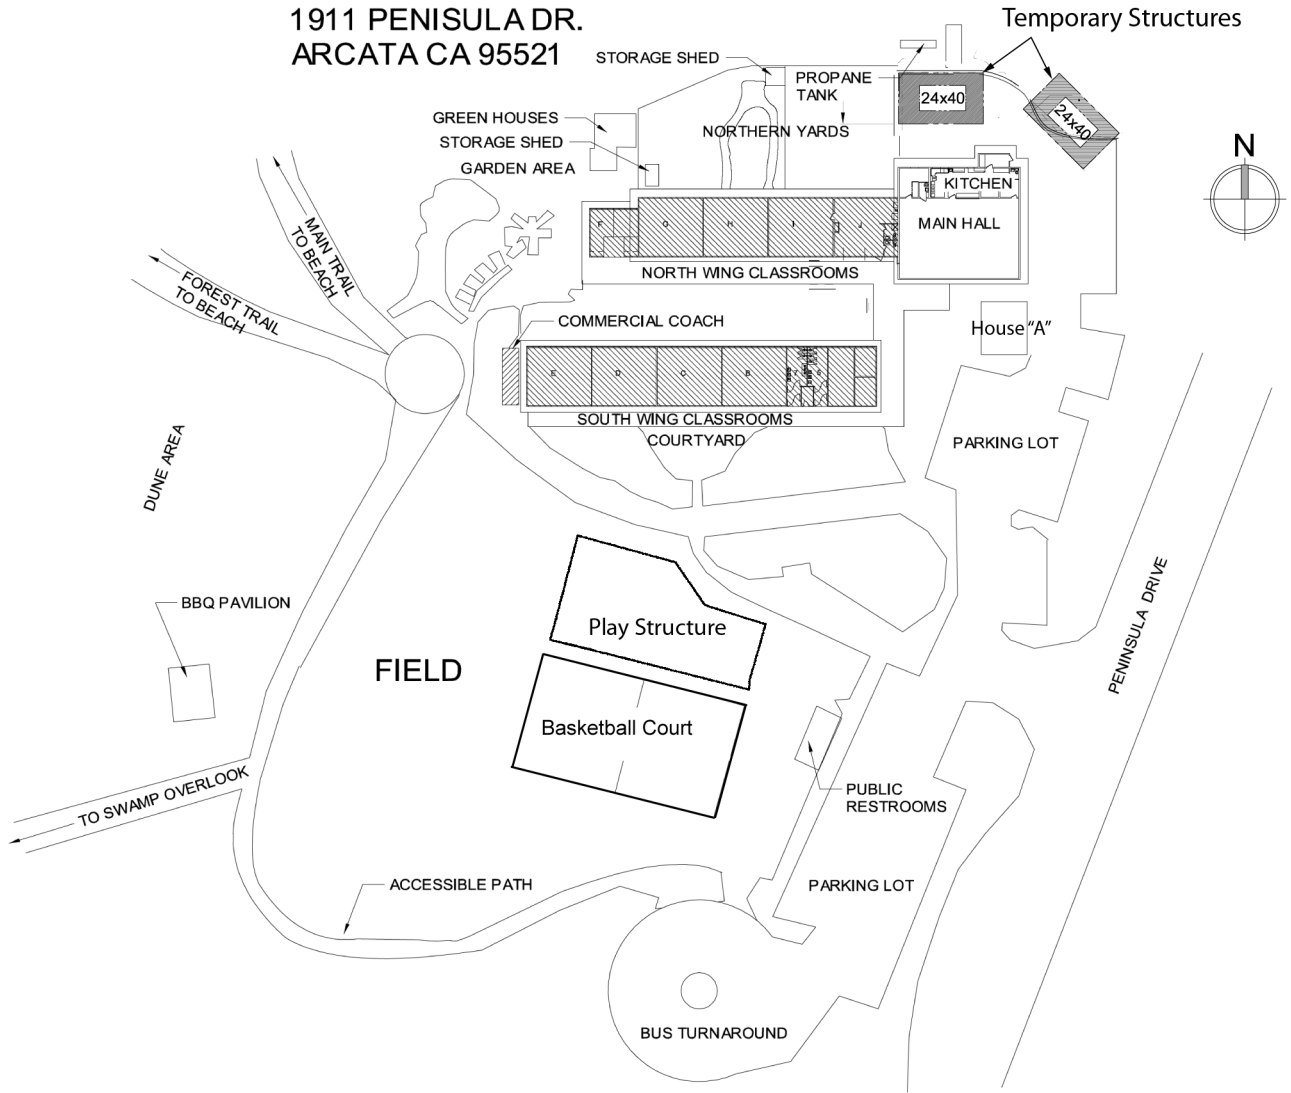 1911 PENISULA DR.
ARCATA CA 95521
Temporary Structures
STORAGE SHED
PROPANE
TANK
24x40
24x40
GREEN HOUSES
NORTHERN YARDS
STORAGE SHED
GARDEN AREA
N
KITCHEN
MAIN HALL
F
G
H
I
J
NORTH WING CLASSROOMS
MAIN TRAIL
TO BEACH
FOREST TRAIL
TO BEACH
COMMERCIAL COACH
House "A"
E
D
C
B
SOUTH WING CLASSROOMS
COURTYARD
PARKING LOT
DUNE AREA
BBQ PAVILION
Play Structure
PENINSULA DRIVE
FIELD
Basketball Court
TO SWAMP OVERLOOK
PUBLIC
RESTROOMS
ACCESSIBLE PATH
PARKING LOT
BUS TURNAROUND